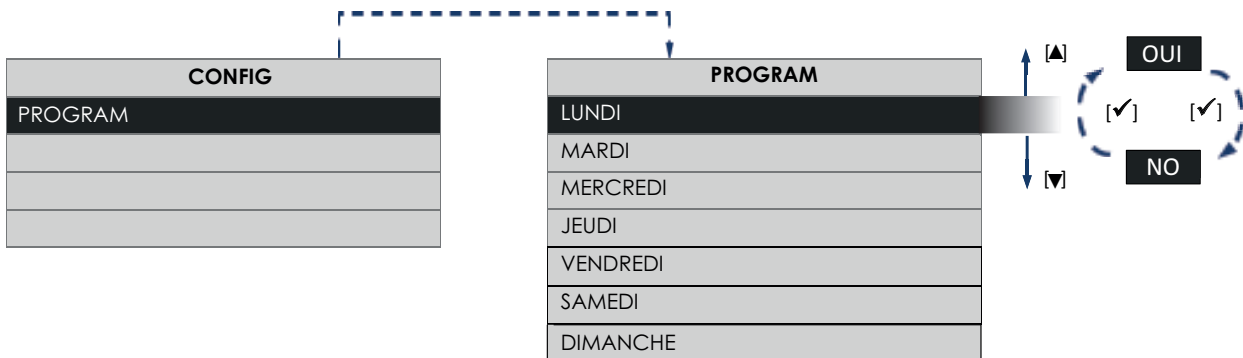 CONFIG
PROGRAM
PROGRAM
LUNDI
MARDI
MERCREDI
JEUDI
VENDREDI
SAMEDI
DIMANCHE
[▲]
[▼]
OUI
[✔] [✔]
NO